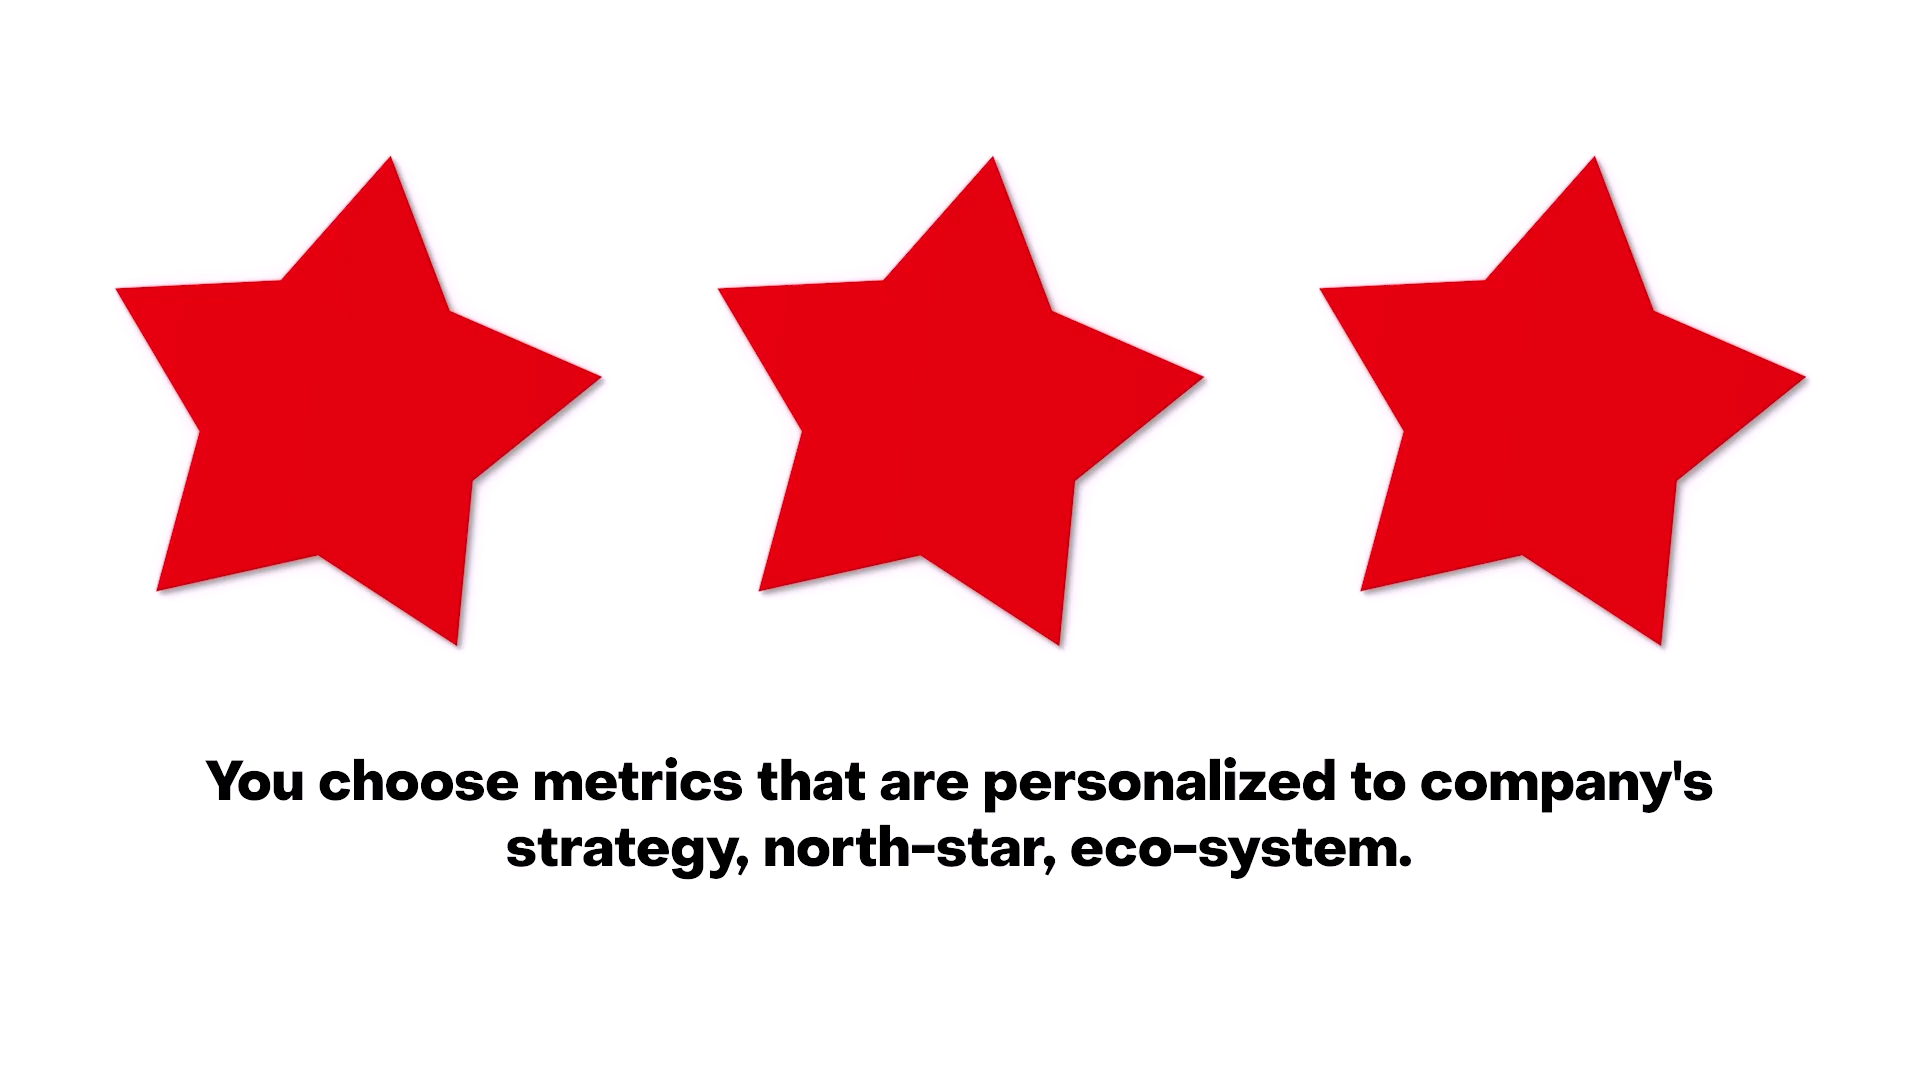 You choose metrics that are personalized to company's
strategy, north-star, eco-system.